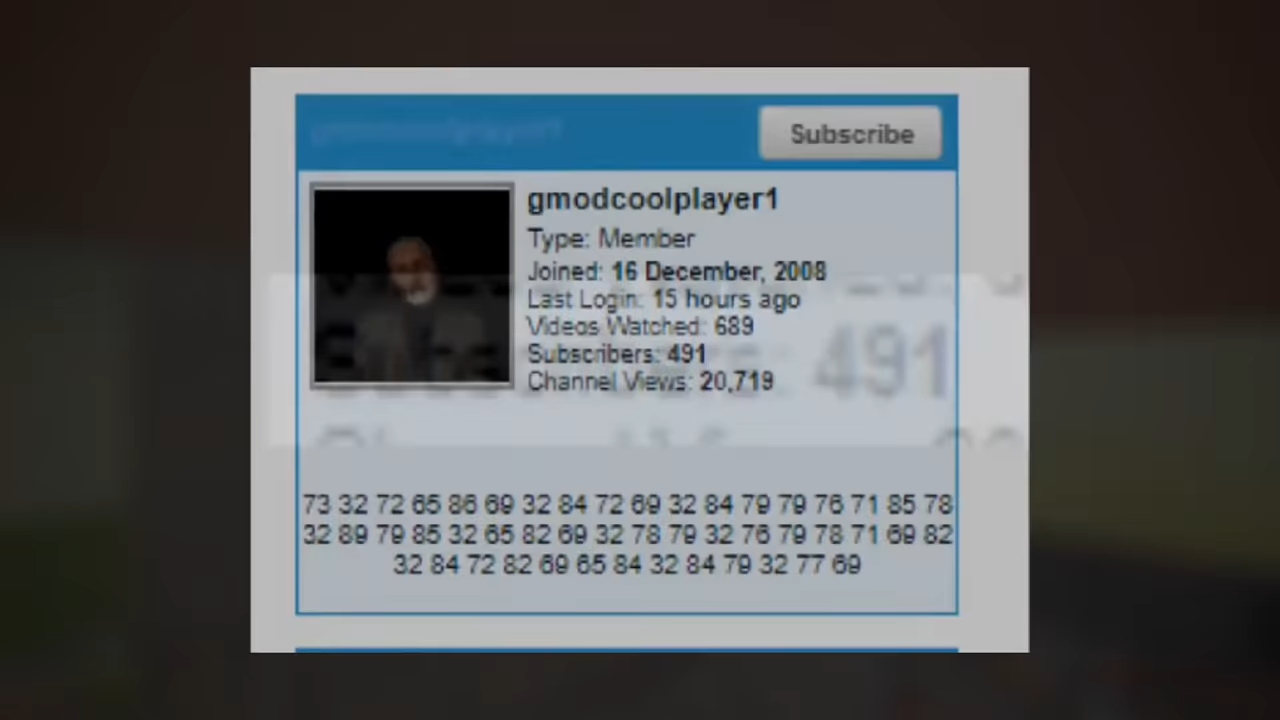 gmodcoolplayer1
Subscribe
gmodcoolplayer1
Type: Member
Joined: 16 December, 2008
Last Login: 15 hours ago
Videos Watched: 689
Subscribers: 491
Channel Views: 20,719
491
73 32 72 65 86 69 32 84 72 69 32 84 79 79 76 71 85 78
32 89 79 85 32 65 82 69 32 78 79 32 76 79 78 71 69 82
32 84 72 82 69 65 84 32 84 79 32 77 69